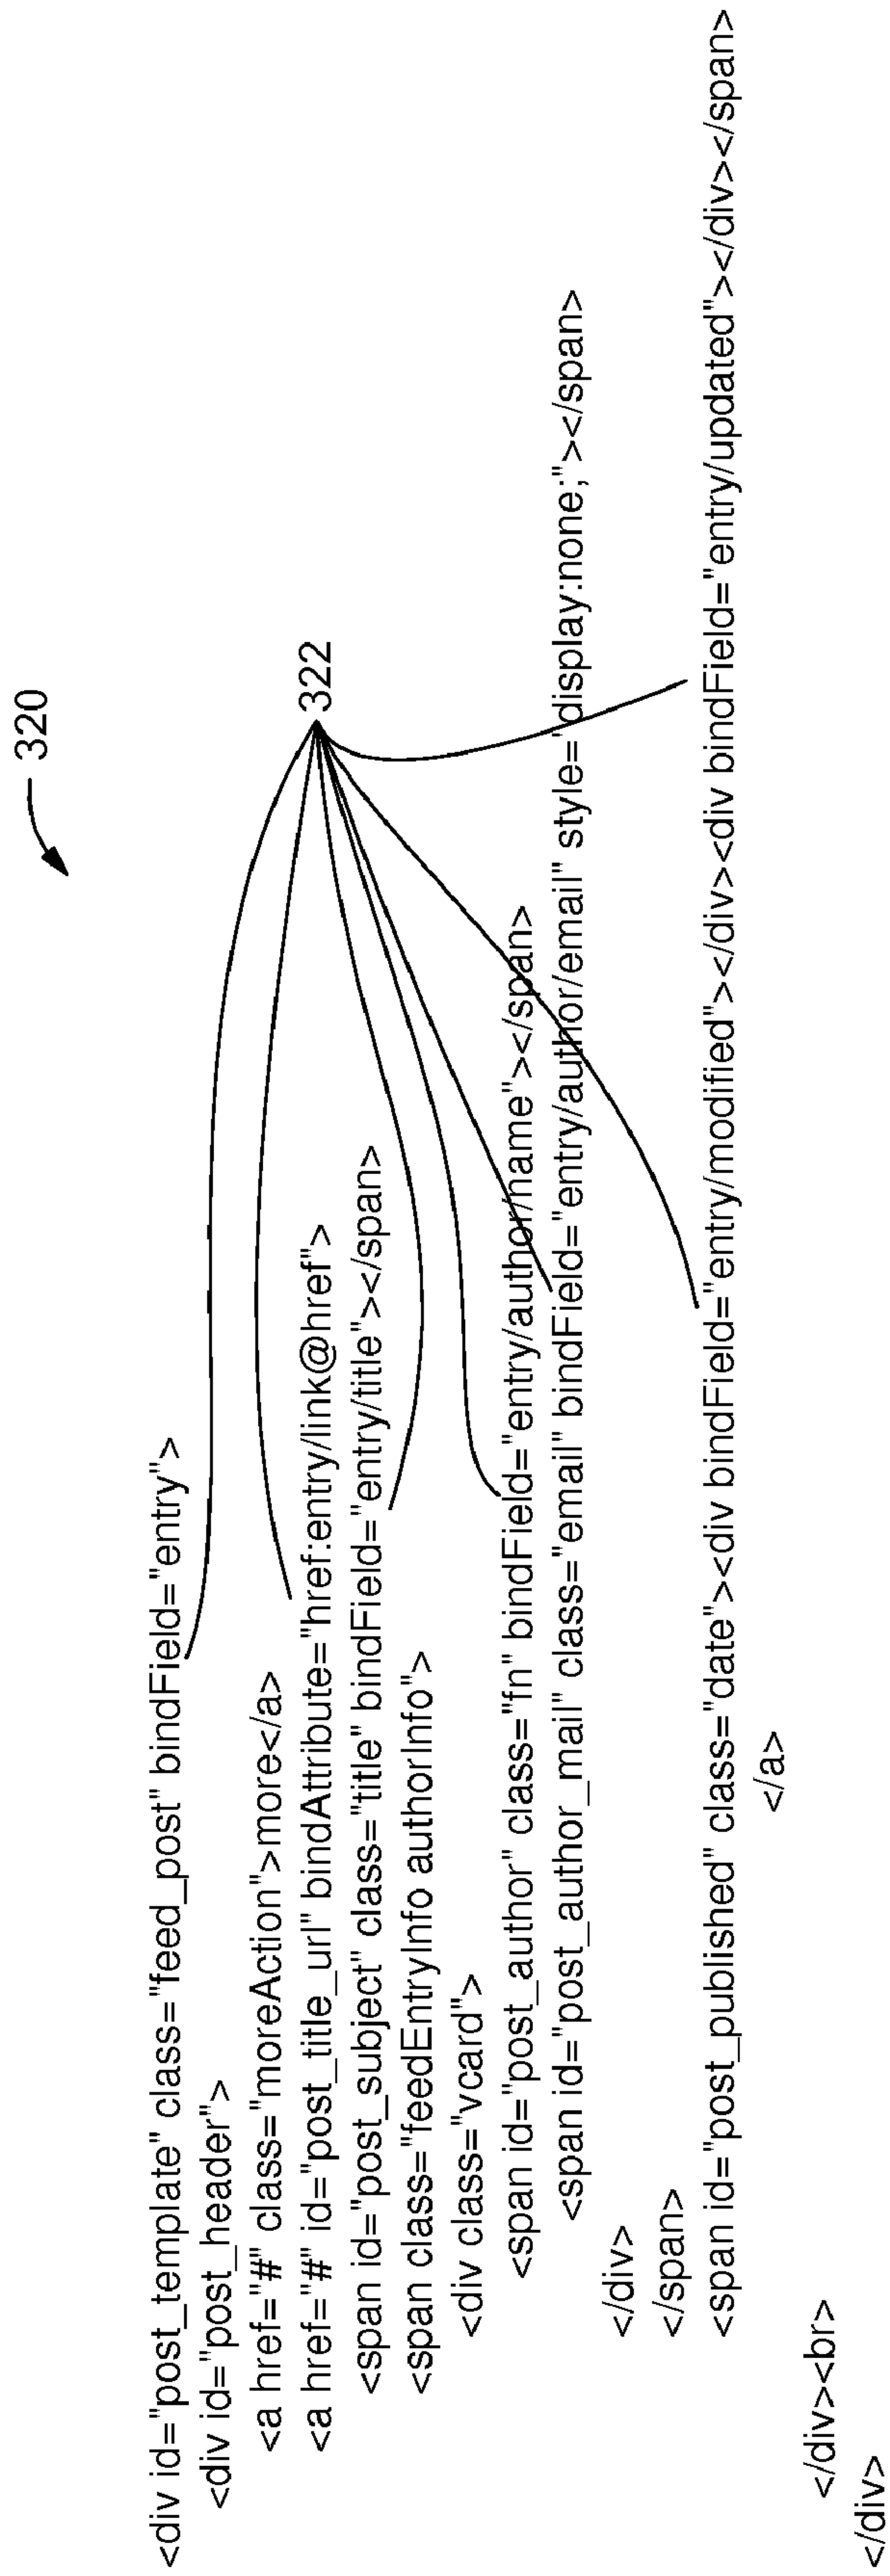 320
<div id="post_template" class="feed_post" bindField="entry">
<div id="post_header">
<a href="#" class="moreAction">more</a>
<a href="#" id="post_title_url" bindAttribute="href:entry/link@href">
322
<span id="post_subject" class="title" bindField="entry/title"></span>
<span class="feedEntryInfo authorInfo">
<div class="vcard">
<span id="post_author" class="fn" bindField="entry/author/name"></span>
<span id="post_author_mail" class="email" bindField="entry/author/email" style="display:none;"></span>
</div>
</span>
<span id="post_published" class="date"><div bindField="entry/modified"></div><div bindField="entry/updated"></div></span>
</a>
</div><br>
</div>